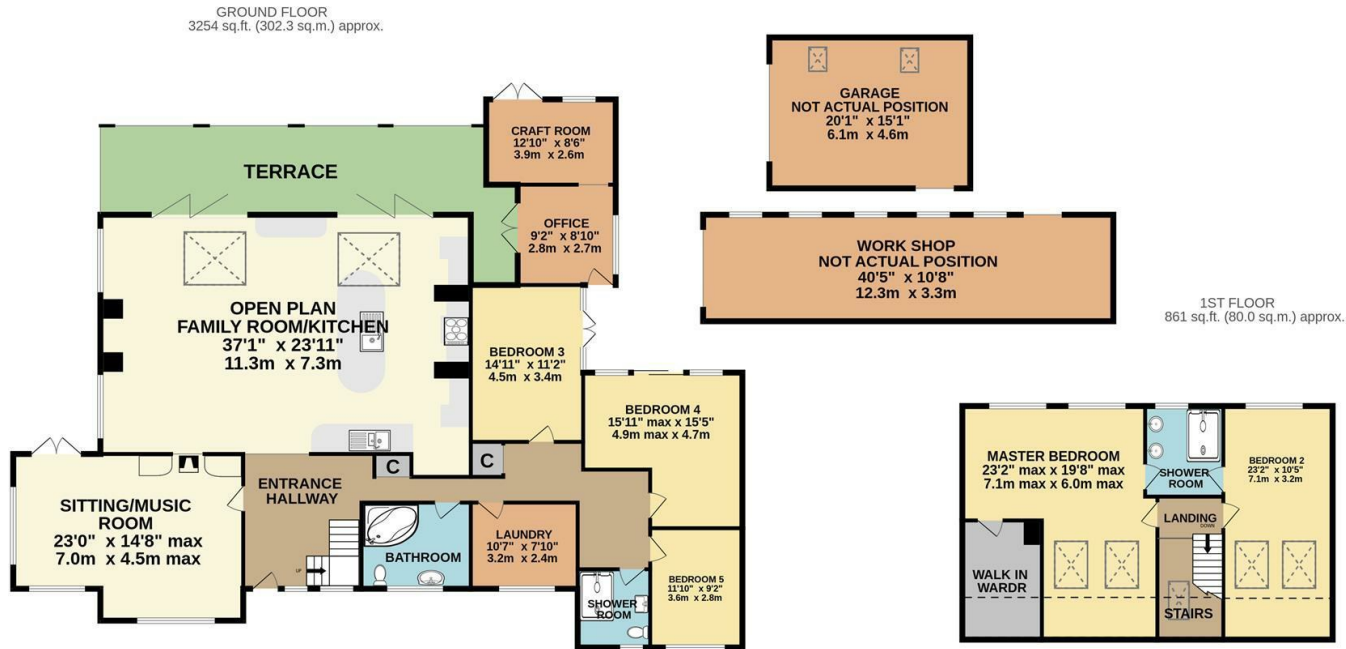 GROUND FLOOR
3254 sq.ft. (302.3 sq.m.) approx.
GARAGE
NOT ACTUAL POSITION
20'1" x 15'1"
6.1m x 4.6m
CRAFT ROOM
12'10" x 8'6"
3.9m x 2.6m
TERRACE
OFFICE
9'2" x 8'10"
2.8m x 2.7m
WORK SHOP
NOT ACTUAL POSITION
40'5" x 10'8"
12.3m x 3.3m
1ST FLOOR
861 sq.ft. (80.0 sq.m.) approx.
OPEN PLAN
FAMILY ROOM/KITCHEN
37'1" x 23'11"
11.3m x 7.3m
BEDROOM 3
14'11" x 11'2"
4.5m x 3.4m
BEDROOM 4
15'11" max x 15'5"
4.9m max x 4.7m
C
C
SITTING/MUSIC
ROOM
23'0" x 14'8" max
7.0m x 4.5m max
ENTRANCE
HALLWAY
UP
BATHROOM
LAUNDRY
10'7" x 7'10"
3.2m x 2.4m
SHOWER
ROOM
BEDROOM 5
11'10" x 9'2"
3.6m x 2.8m
MASTER BEDROOM
23'2" max x 19'8" max
7.1m max x 6.0m max
SHOWER
ROOM
BEDROOM 2
23'2" x 10'5"
7.1m x 3.2m
LANDING
DOWN
WALK IN
WARDR
STAIRS